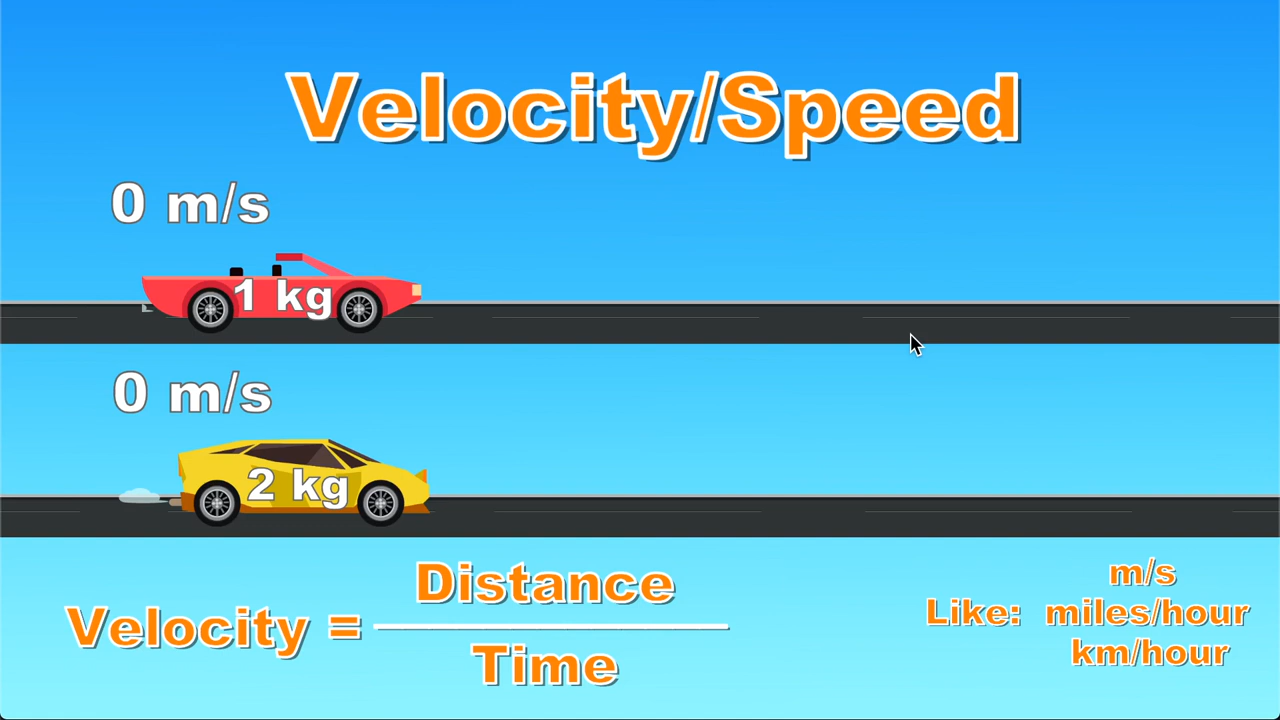 Velocity/Speed
0 m/s
1 kg
0 m/s
2 kg
Distance
Velocity =
Time
m/s
Like: miles/hour
km/hour